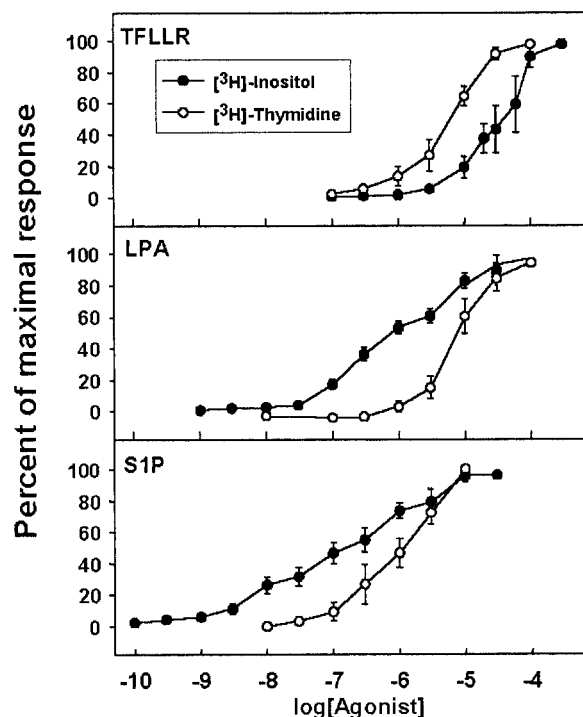 Percent of maximal response
TFLLR
[³H]-Inositol
[³H]-Thymidine
100
80
60
40
20
0
LPA
100
80
60
40
20
0
S1P
100
80
60
40
20
0
-10 -9 -8 -7 -6 -5 -4
log[Agonist]